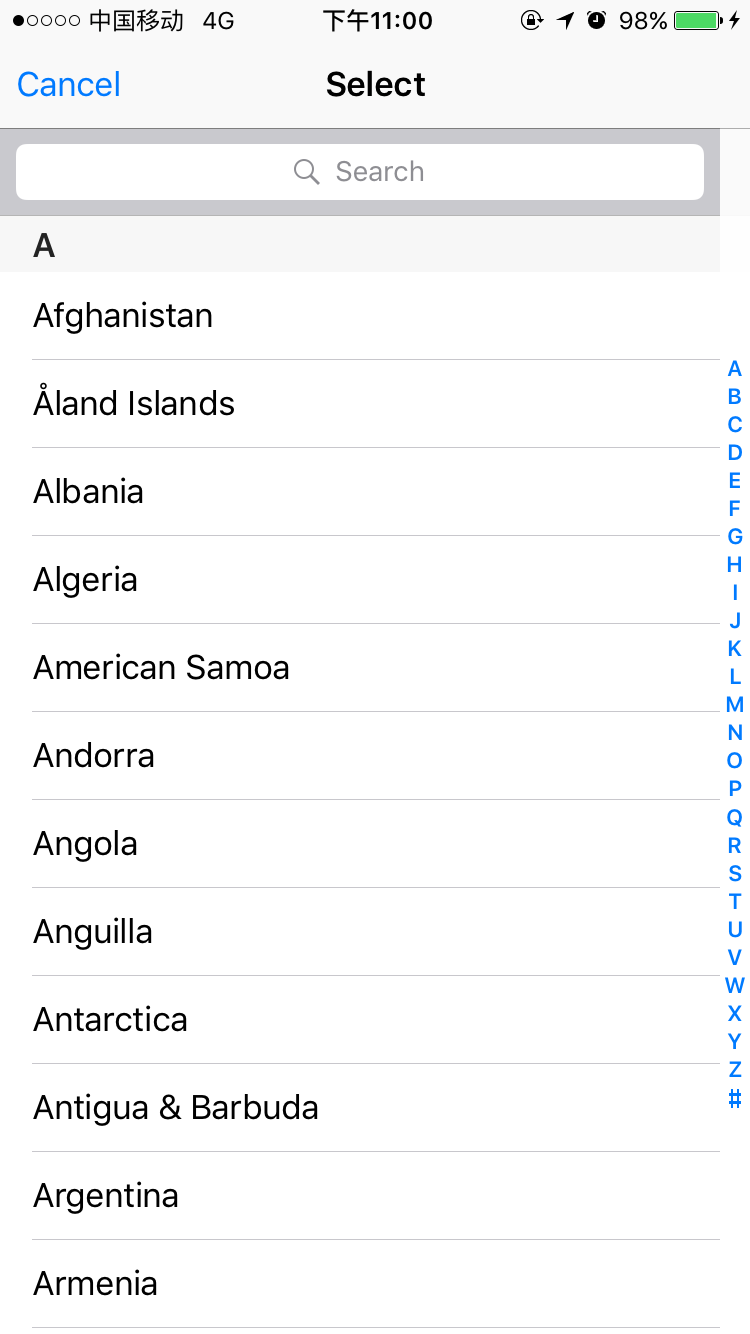 中国移动 4G 下午11:00 98%
Cancel Select
Search
A
Afghanistan
Åland Islands
Albania
Algeria
American Samoa
Andorra
Angola
Anguilla
Antarctica
Antigua & Barbuda
Argentina
Armenia
A
B
C
D
E
F
G
H
I
J
K
L
M
N
O
P
Q
R
S
T
U
V
W
X
Y
Z
#